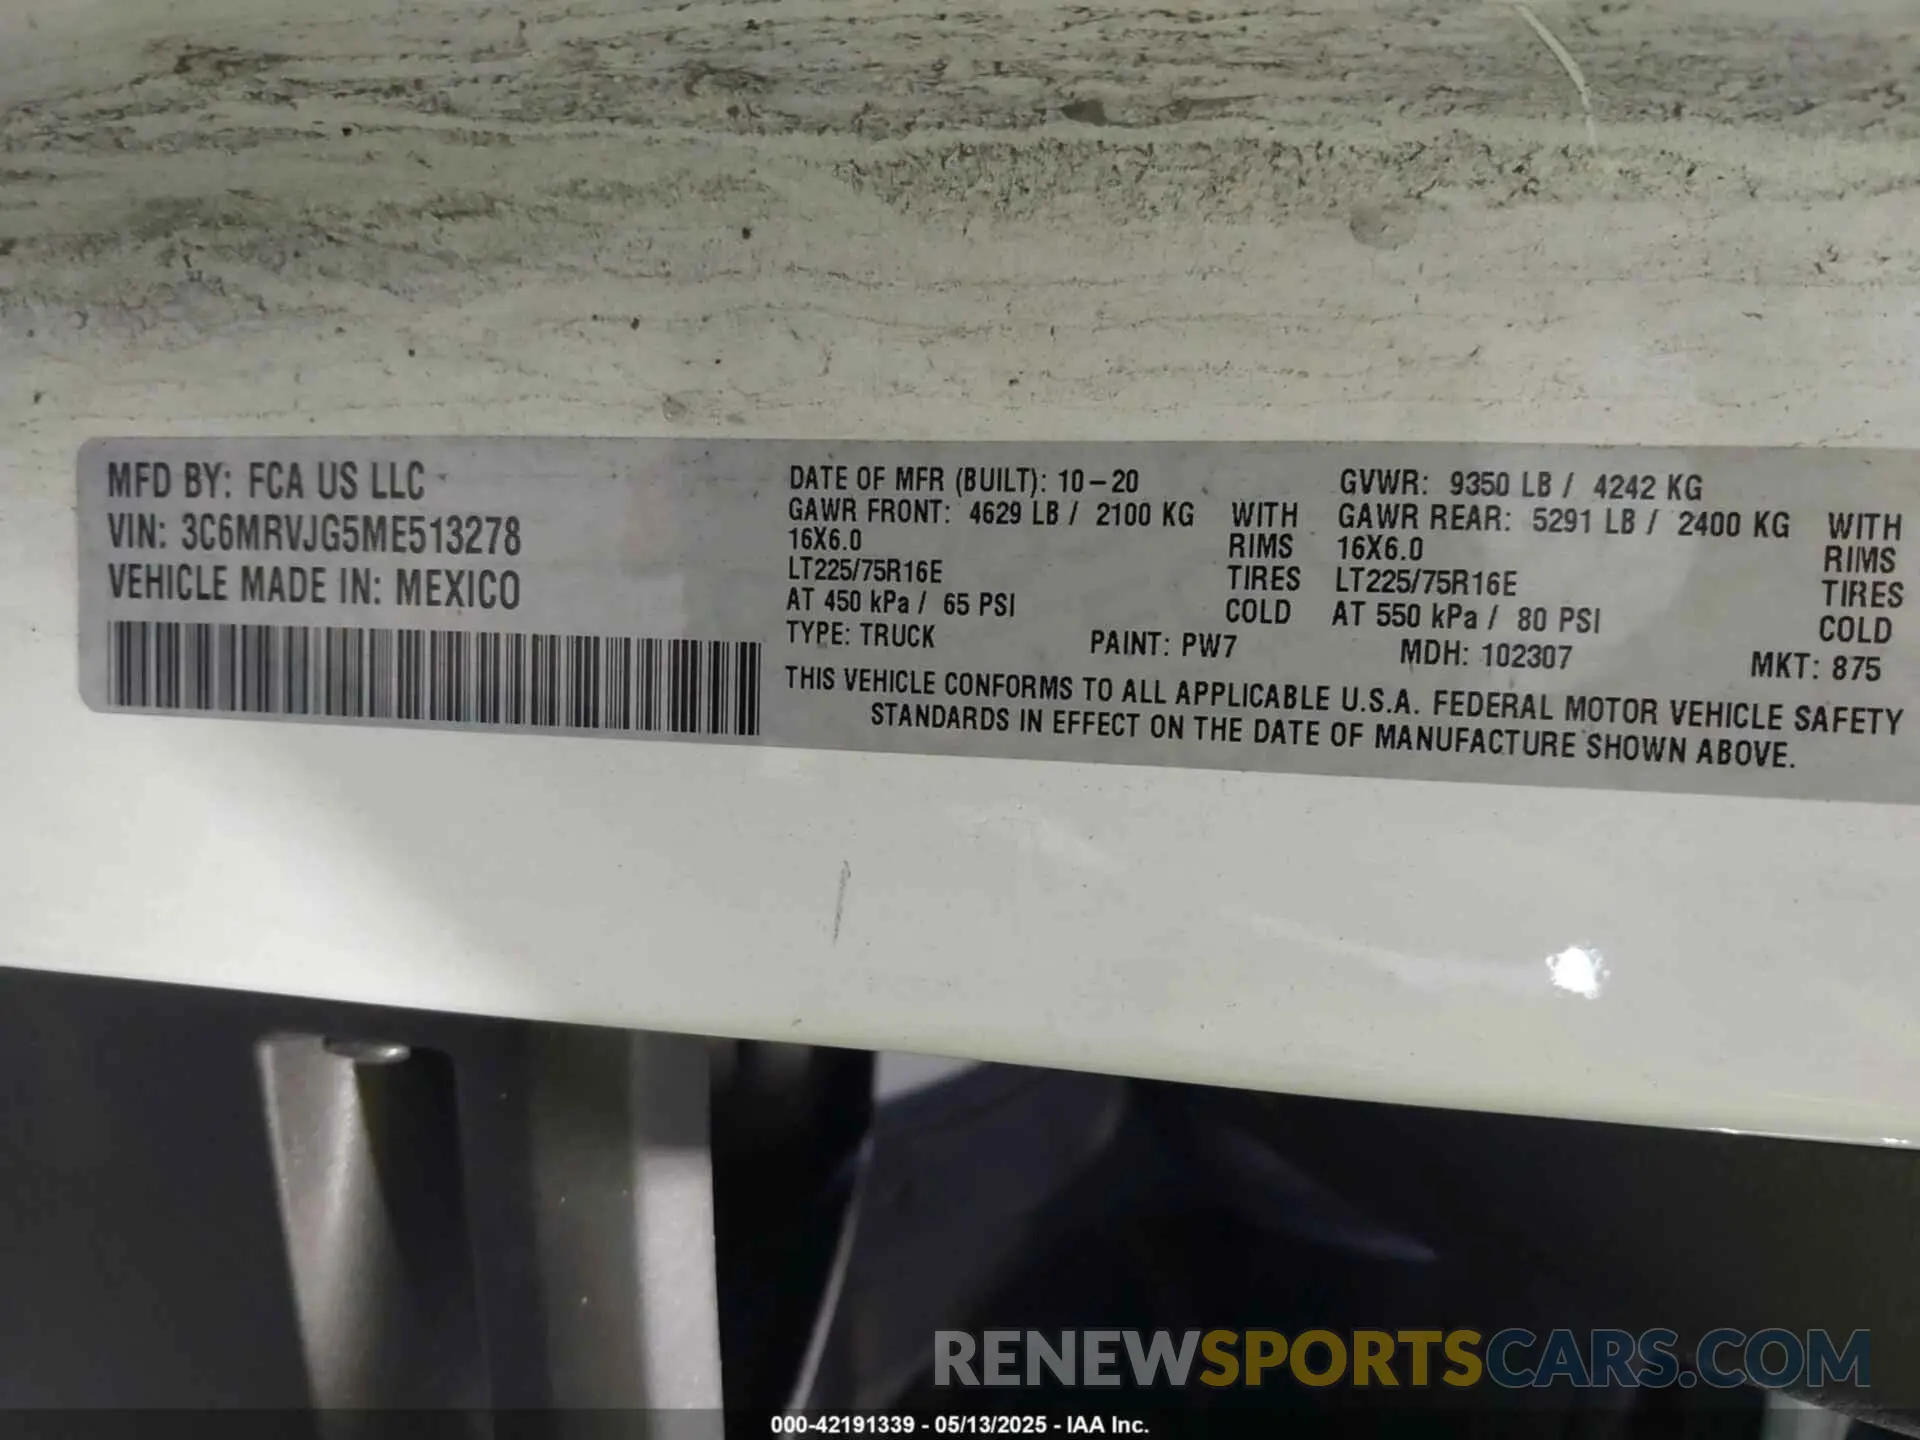 MFD BY: FCA US LLC
VIN: 3C6MRVJG5ME513278
VEHICLE MADE IN: MEXICO
DATE OF MFR (BUILT): 10-20 GVWR: 9350 LB / 4242 KG
GAWR FRONT: 4629 LB / 2100 KG WITH GAWR REAR: 5291 LB / 2400 KG WITH
16X6.0 RIMS 16X6.0 RIMS
LT225/75R16E TIRES LT225/75R16E TIRES
AT 450 kPa / 65 PSI COLD AT 550 kPa / 80 PSI COLD
TYPE: TRUCK PAINT: PW7 MDH: 102307 MKT: 875
THIS VEHICLE CONFORMS TO ALL APPLICABLE U.S.A. FEDERAL MOTOR VEHICLE SAFETY
STANDARDS IN EFFECT ON THE DATE OF MANUFACTURE SHOWN ABOVE.
RENEWSPORTSCARS.COM
000-42191339 - 05/13/2025 - IAA Inc.